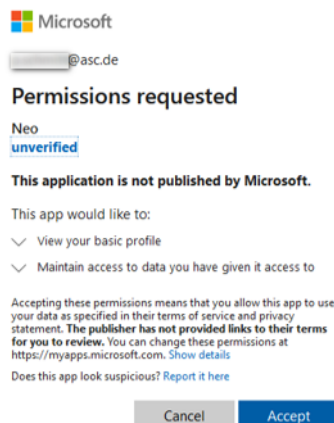 Microsoft
@asc.de
Permissions requested
Neo
unverified
This application is not published by Microsoft.
This app would like to:
View your basic profile
Maintain access to data you have given it access to
Accepting these permissions means that you allow this app to use
your data as specified in their terms of service and privacy
statement. The publisher has not provided links to their terms
for you to review. You can change these permissions at
https://myapps.microsoft.com. Show details
Does this app look suspicious? Report it here
Cancel Accept